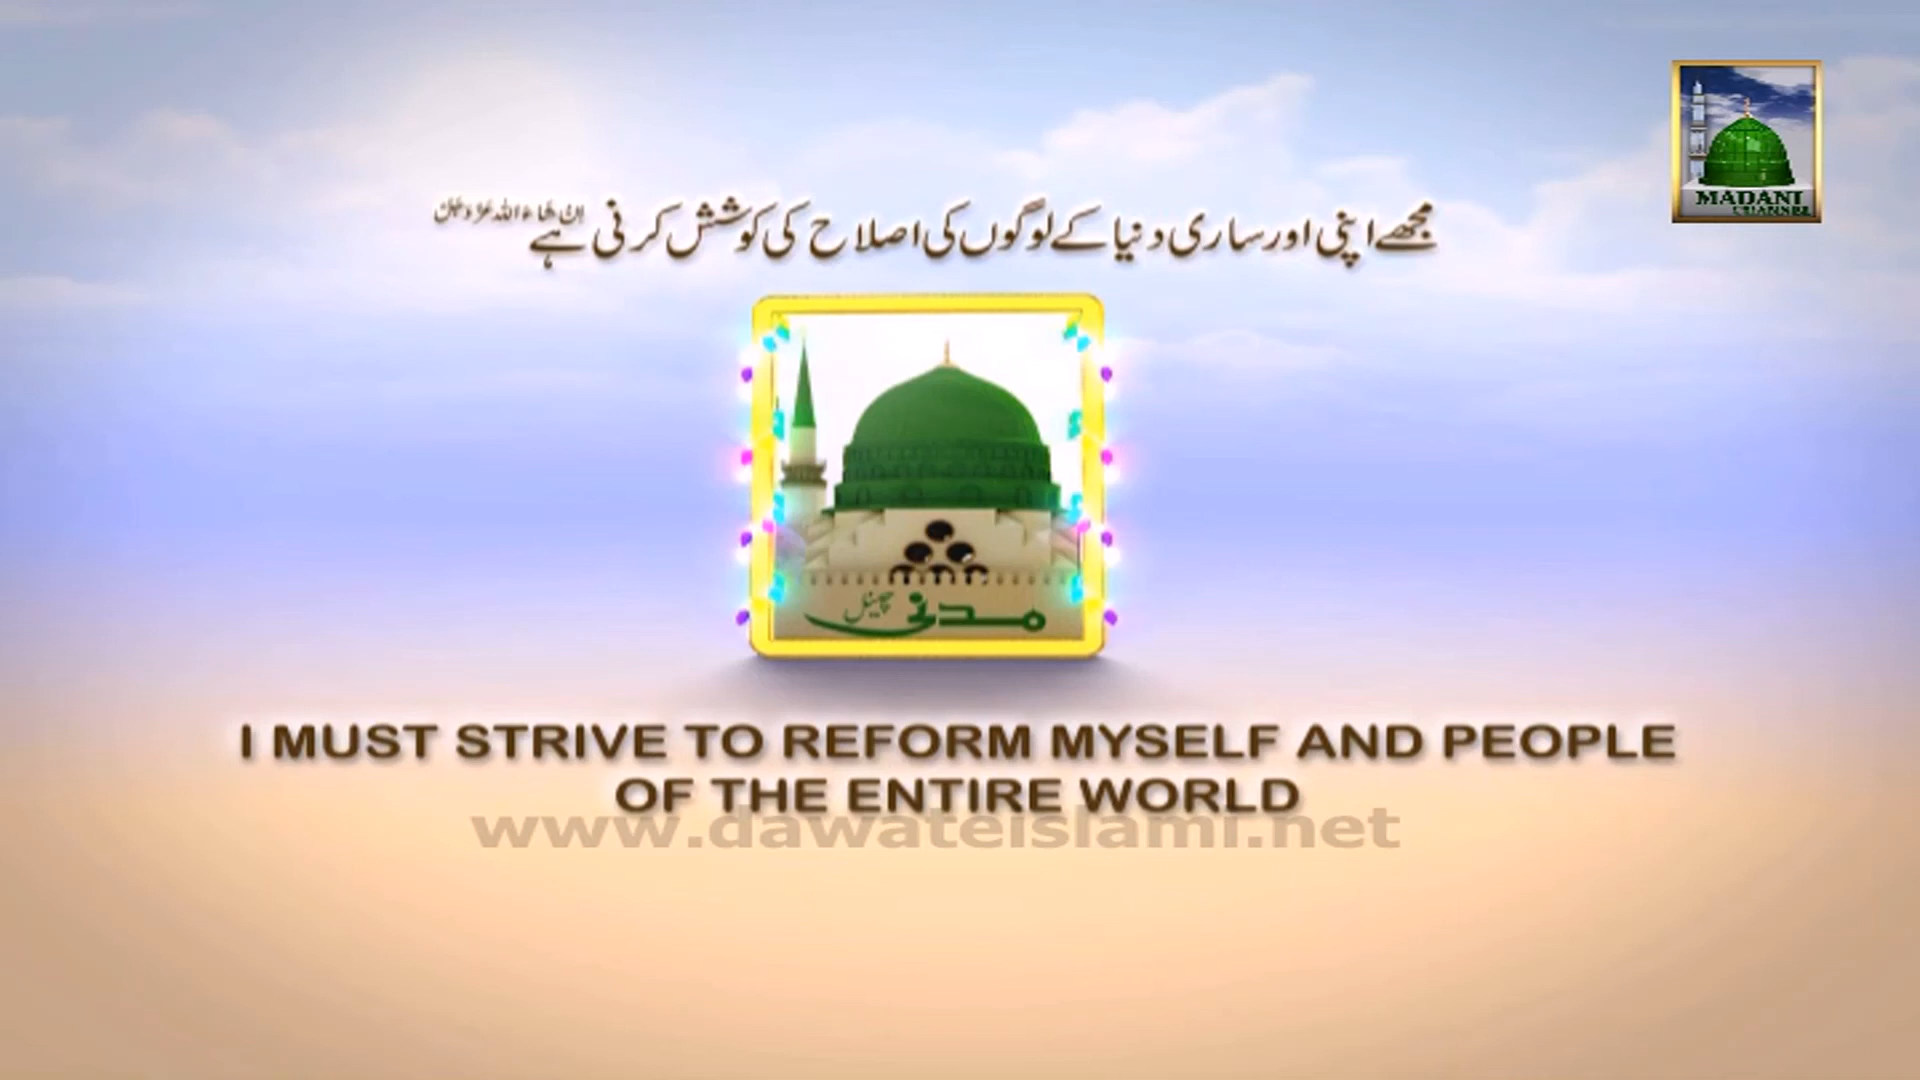 مجھے اپنی اور ساری دنیا کے لوگوں کی اصلاح کی کوشش کرنی ہے ان شاء اللہ عزوجل
MADANI
CHANNEL
مدنی چینل
I MUST STRIVE TO REFORM MYSELF AND PEOPLE
OF THE ENTIRE WORLD
www.dawateislami.net